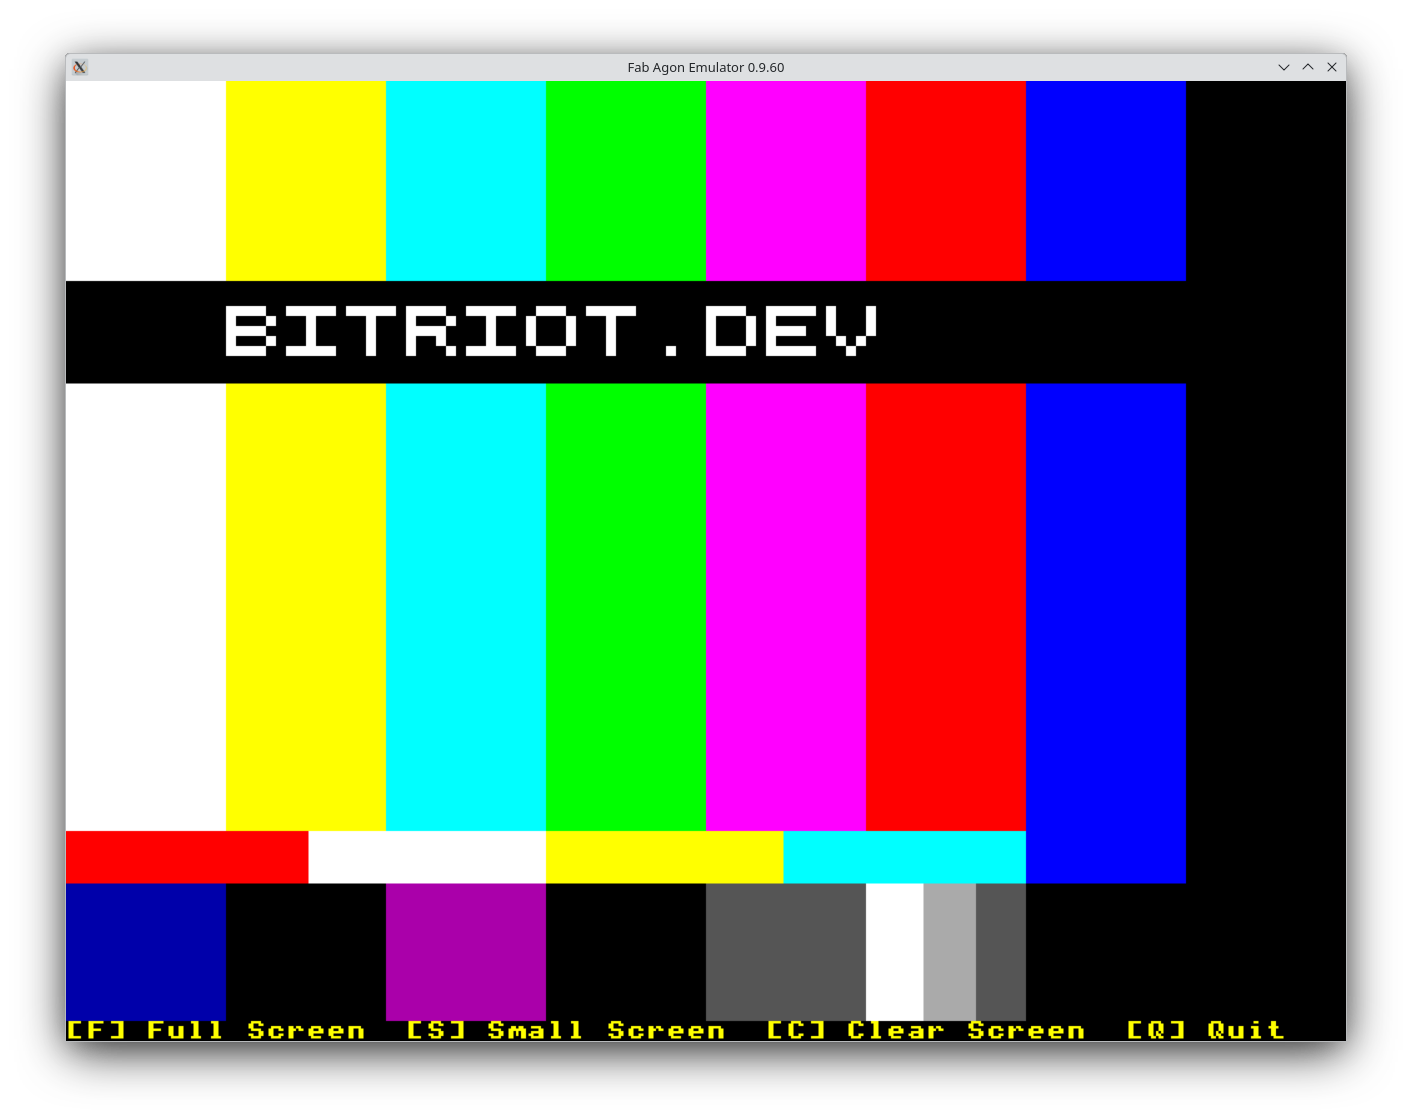 Fab Agon Emulator 0.9.60
BITRIOT.DEV
[F] Full Screen  [S] Small Screen  [C] Clear Screen  [Q] Quit